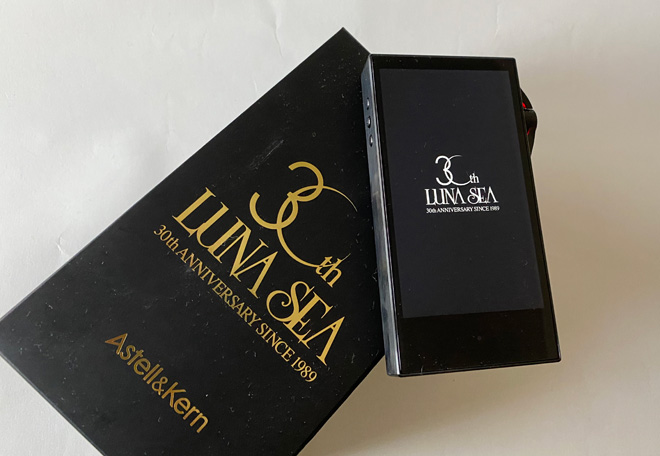 30th
LUNA SEA
30th ANNIVERSARY SINCE 1989
Astell&Kern
30th
LUNA SEA
30th ANNIVERSARY SINCE 1989